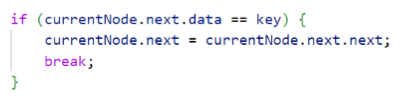 if (currentNode.next.data == key) {
    currentNode.next = currentNode.next.next;
    break;
}